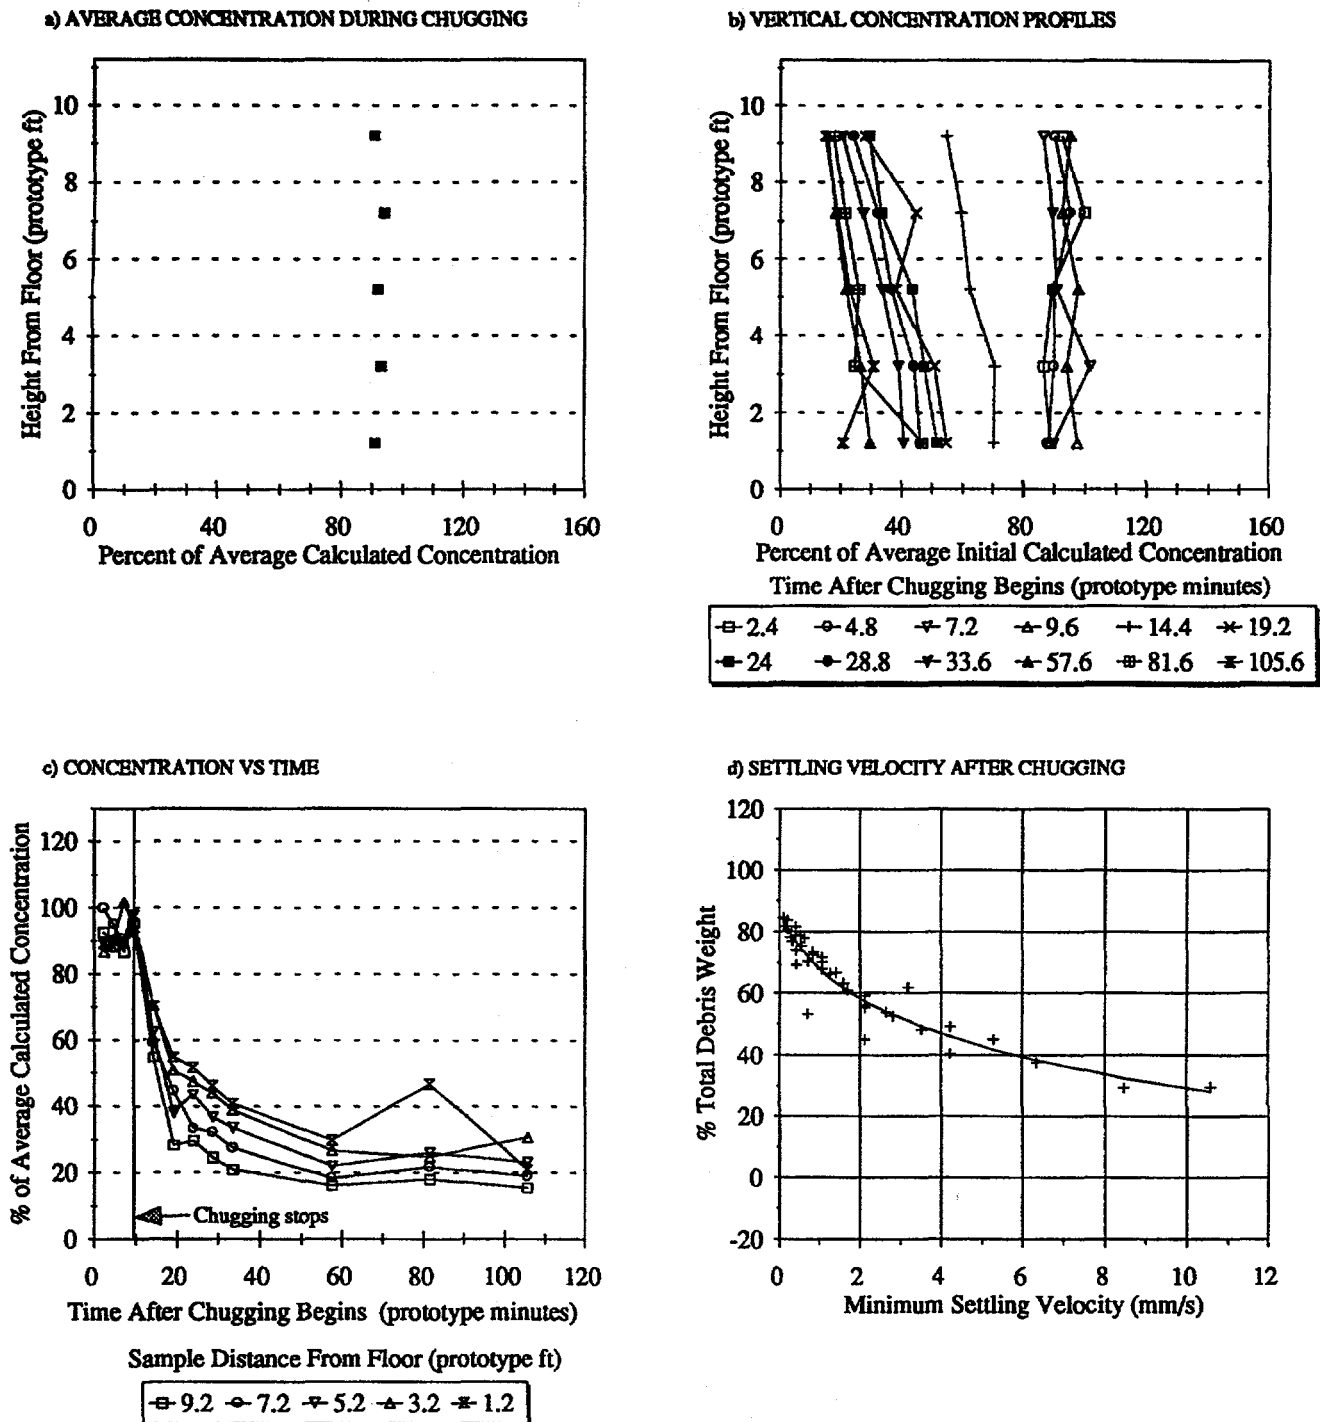 a) AVERAGE CONCENTRATION DURING CHUGGING
10
8
6
4
2
0
Height From Floor (prototype ft)
0 40 80 120 160
Percent of Average Calculated Concentration
b) VERTICAL CONCENTRATION PROFILES
10
8
6
4
2
0
Height From Floor (prototype ft)
0 40 80 120 160
Percent of Average Initial Calculated Concentration
Time After Chugging Begins (prototype minutes)
2.4 4.8 7.2 9.6 14.4 19.2
24 28.8 33.6 57.6 81.6 105.6
c) CONCENTRATION VS TIME
120
100
80
60
40
20
0
% of Average Calculated Concentration
Chugging stops
0 20 40 60 80 100 120
Time After Chugging Begins (prototype minutes)
Sample Distance From Floor (prototype ft)
9.2 7.2 5.2 3.2 1.2
d) SETTLING VELOCITY AFTER CHUGGING
120
100
80
60
40
20
0
-20
% Total Debris Weight
0 2 4 6 8 10 12
Minimum Settling Velocity (mm/s)